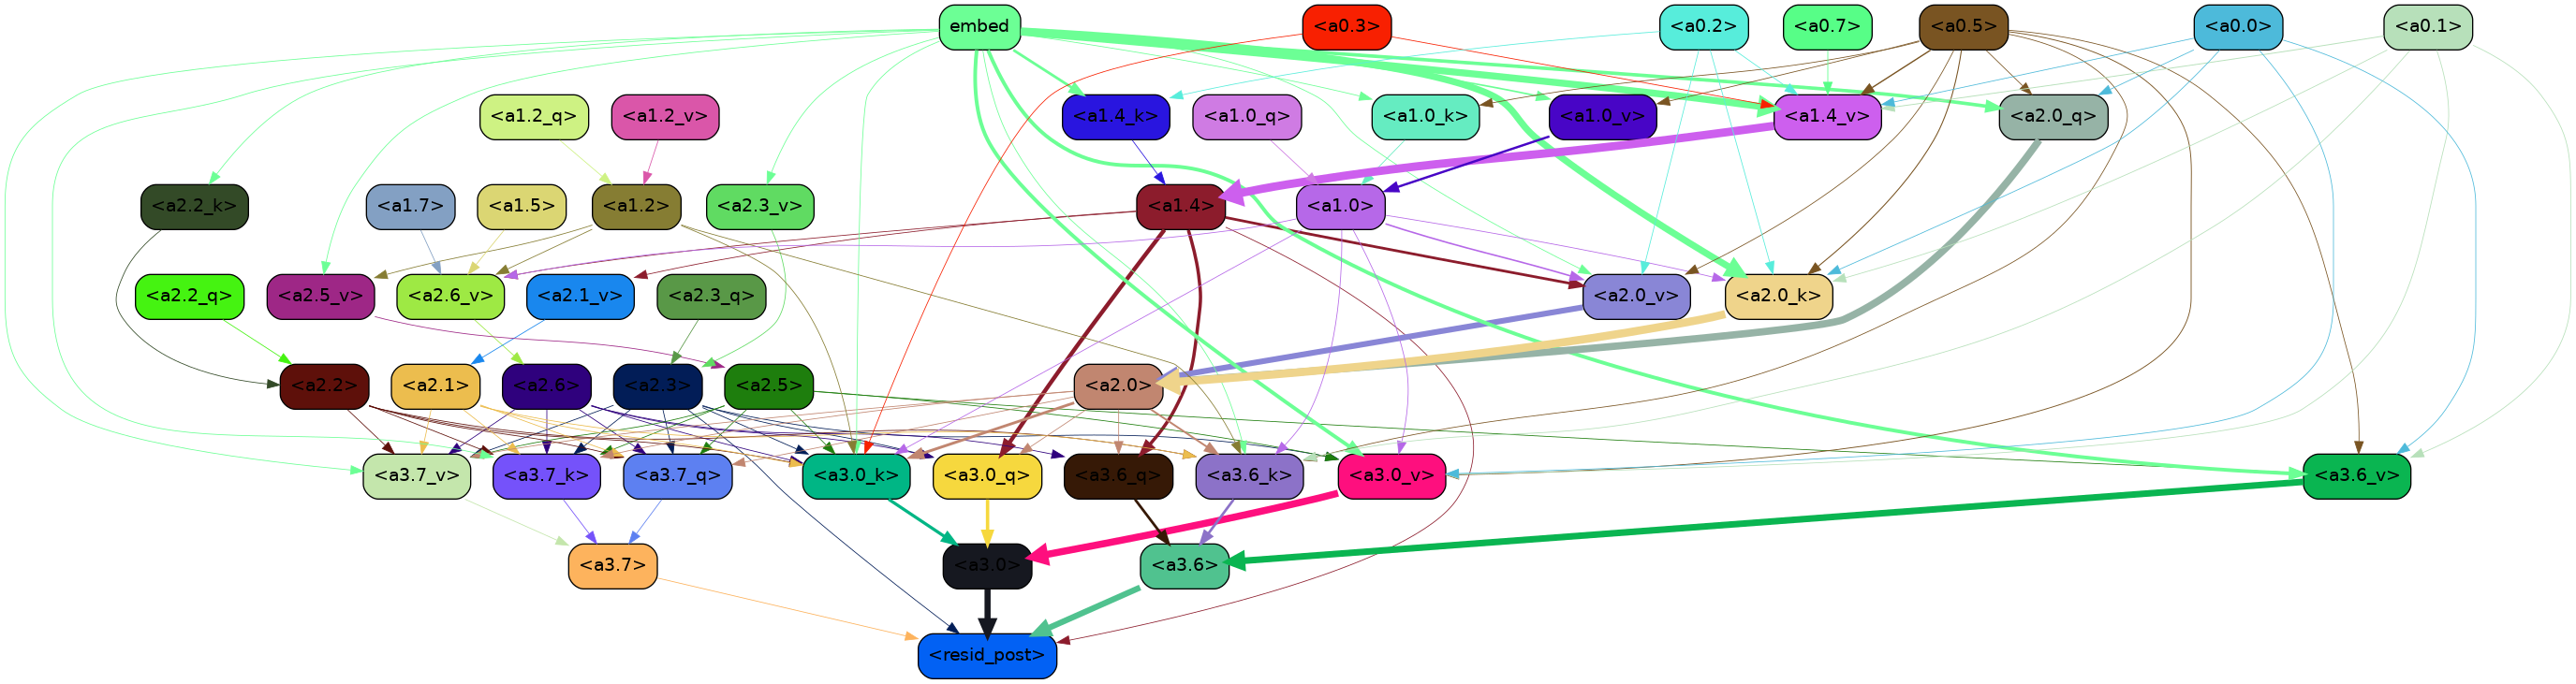 embed <a0.3> <a0.2> <a0.7> <a0.5> <a0.0> <a0.1>
<a1.2_q> <a1.2_v> <a1.4_k> <a1.0_q> <a1.0_k> <a1.0_v> <a1.4_v> <a2.0_q>
<a2.2_k> <a1.7> <a1.5> <a1.2> <a2.3_v> <a1.4> <a1.0>
<a2.2_q> <a2.5_v> <a2.6_v> <a2.1_v> <a2.3_q> <a2.0_v> <a2.0_k>
<a2.2> <a2.1> <a2.6> <a2.3> <a2.5> <a2.0>
<a3.7_v> <a3.7_k> <a3.7_q> <a3.0_k> <a3.0_q> <a3.6_q> <a3.6_k> <a3.0_v> <a3.6_v>
<a3.7> <a3.0> <a3.6>
<resid_post>